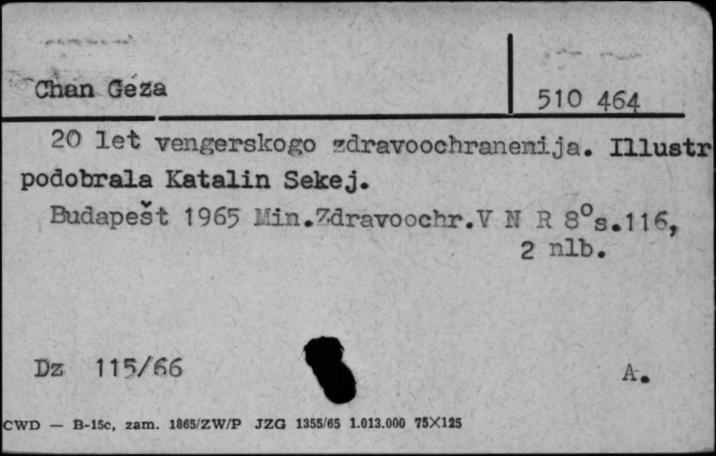 Chan Géza
510 464
20 let vengerskogo zdravoochranenija. Illustr
podobrala Katalin Sekej.
Budapešt 1965 Min.Zdravoochr.V N R 8°s.116,
2 nlb.
Dz 115/66
A.
CWD — B-15c, zam. 1865/ZW/P JZG 1355/65 1.013.000 75X125